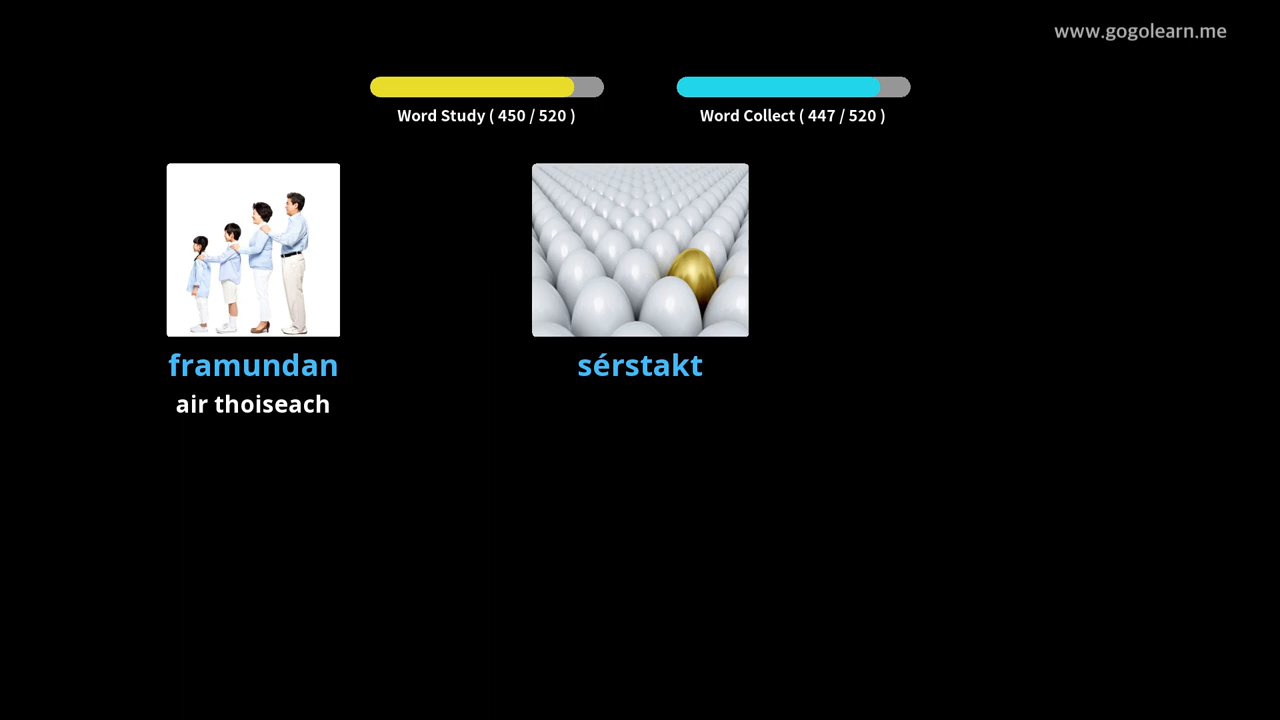 www.gogolearn.me
Word Study ( 450 / 520 )
Word Collect ( 447 / 520 )
framundan
air thoiseach
sérstakt